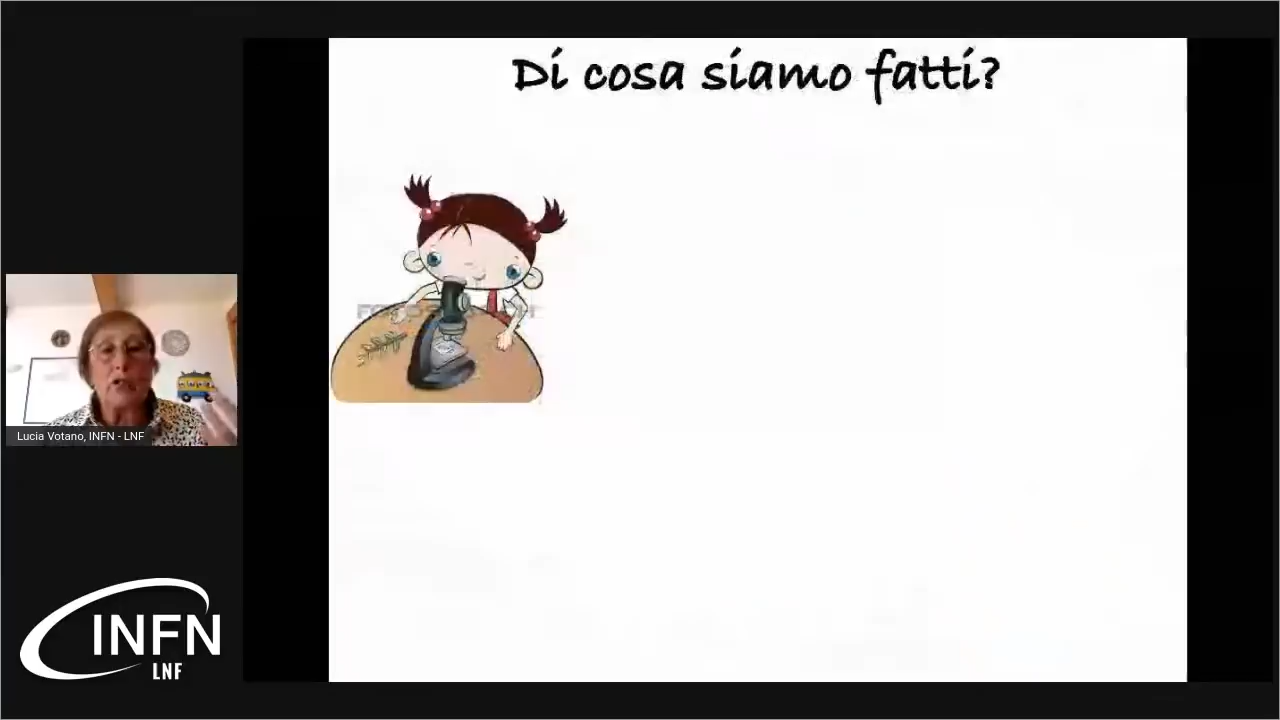 Di cosa siamo fatti?
Lucia Votano, INFN - LNF
INFN
LNF